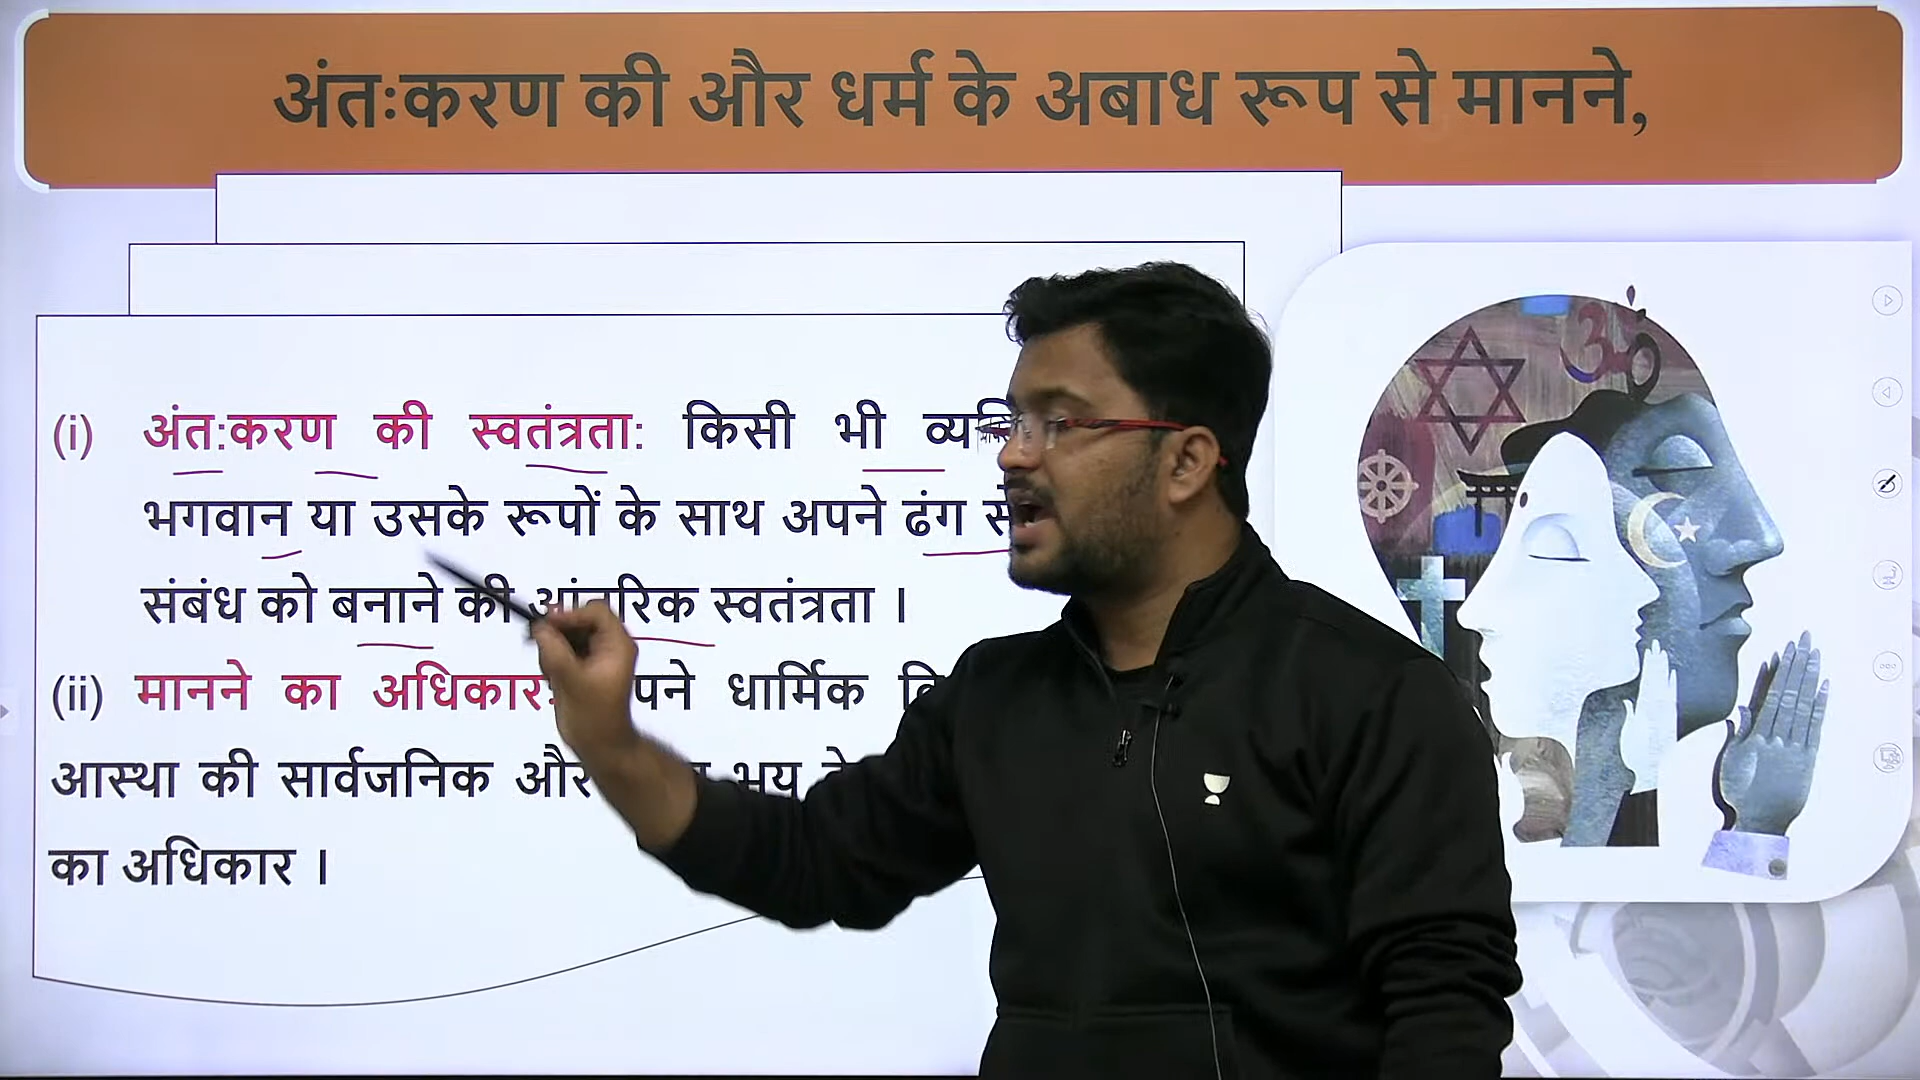 अंतःकरण की और धर्म के अबाध रूप से मानने,
(i) अंत:करण की स्वतंत्रता: किसी भी
भगवान या उसके रूपों के साथ अपने ढंग से
संबंध को बनाने की आंतरिक स्वतंत्रता ।
(ii) मानने का अधिकार: धार्मिक
आस्था की सार्वजनिक और भय
का अधिकार ।